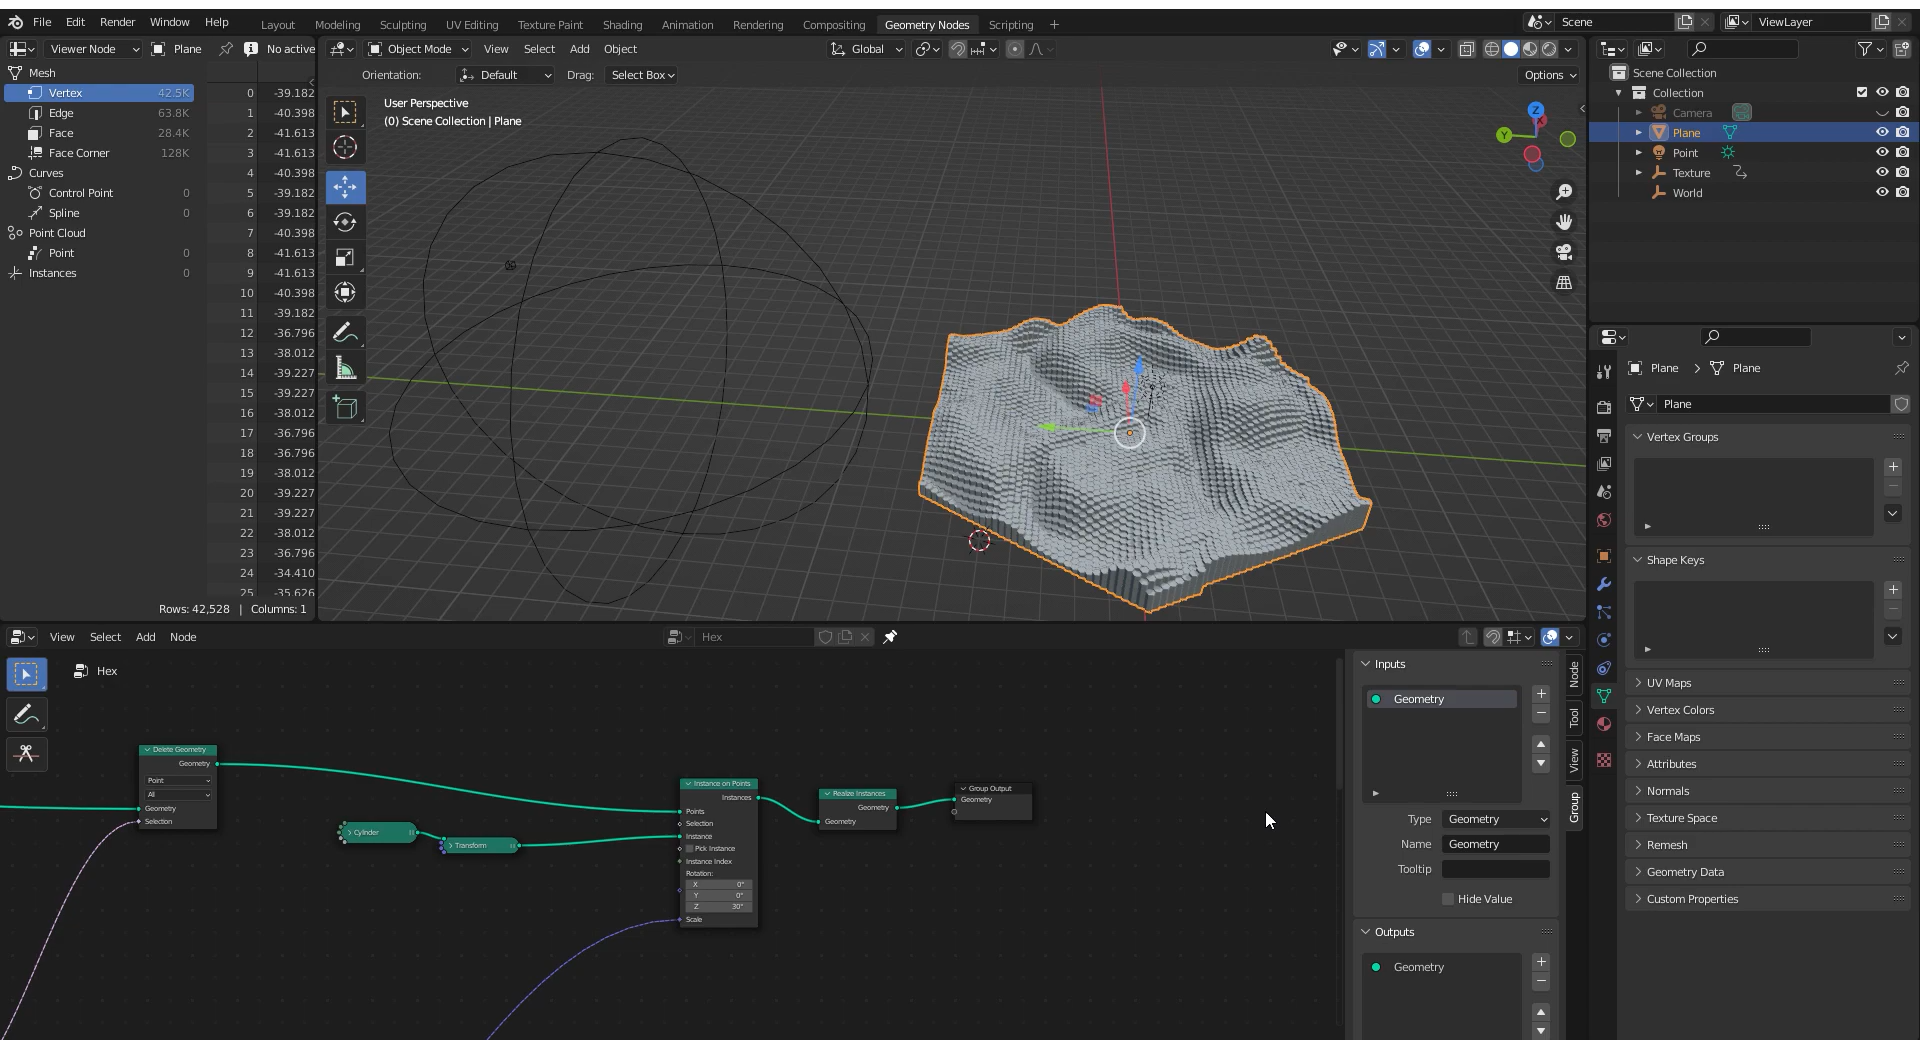 File Edit Render Window Help Layout Modeling Sculpting UV Editing Texture Paint Shading Animation Rendering Compositing Geometry Nodes Scripting + Scene ViewLayer
Viewer Node Plane No active
Object Mode View Select Add Object Global
Orientation: Default Drag: Select Box Options
Mesh
Vertex 42.5K
Edge 63.8K
Face 28.4K
Face Corner 128K
Curves
Control Point 0
Spline 0
Point Cloud
Point 0
Instances 0
0 -39.182
1 -40.398
2 -41.613
3 -41.613
4 -40.398
5 -39.182
6 -39.182
7 -40.398
8 -41.613
9 -41.613
10 -40.398
11 -39.182
12 -36.796
13 -38.012
14 -39.227
15 -39.227
16 -38.012
17 -36.796
18 -36.796
19 -38.012
20 -39.227
21 -39.227
22 -38.012
23 -36.796
24 -34.410
25 -35.626
Rows: 42,528 | Columns: 1
User Perspective
(0) Scene Collection | Plane
Z
X
Y
Scene Collection
Collection
Camera
Plane
Point
Texture
World
Plane > Plane
Plane
Vertex Groups
Shape Keys
UV Maps
Vertex Colors
Face Maps
Attributes
Normals
Texture Space
Remesh
Geometry Data
Custom Properties
View Select Add Node Hex
Hex
Delete Geometry
Geometry
Point
All
Geometry
Selection
Cylinder
Transform
Instance on Points
Instances
Points
Selection
Instance
Pick Instance
Instance Index
Rotation:
X 0°
Y 0°
Z 30°
Scale
Realize Instances
Geometry
Geometry
Group Output
Geometry
Inputs
Geometry
Type Geometry
Name Geometry
Tooltip
Hide Value
Outputs
Geometry
Node
Tool
View
Group